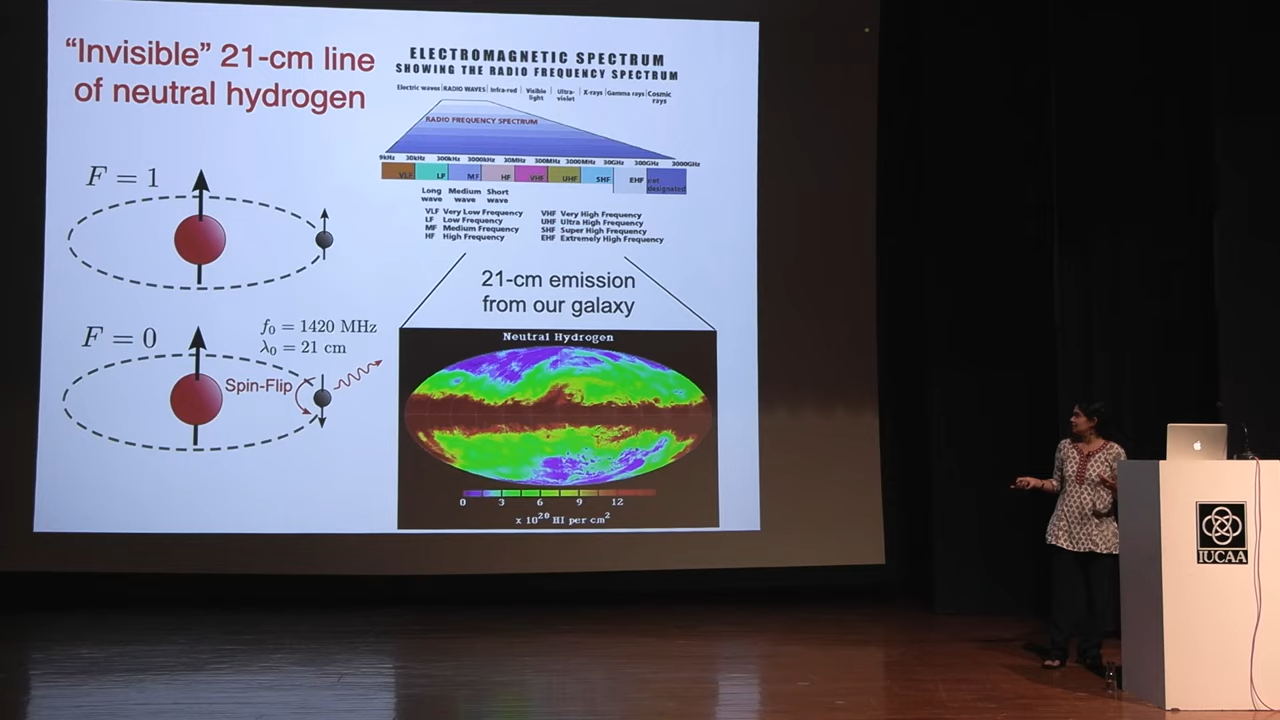 “Invisible” 21-cm line
of neutral hydrogen
F = 1
F = 0
f₀ = 1420 MHz
λ₀ = 21 cm
Spin-Flip
ELECTROMAGNETIC SPECTRUM
SHOWING THE RADIO FREQUENCY SPECTRUM
Electric waves | RADIO WAVES | Infra-red | Visible light | Ultra-violet | X-rays | Gamma rays | Cosmic rays
RADIO FREQUENCY SPECTRUM
9kHz 30kHz 300kHz 3000kHz 30MHz 300MHz 3000MHz 30GHz 300GHz 3000GHz
VLF LF MF HF VHF UHF SHF EHF not designated
Long wave Medium wave Short wave
VLF Very Low Frequency
LF Low Frequency
MF Medium Frequency
HF High Frequency
VHF Very High Frequency
UHF Ultra High Frequency
SHF Super High Frequency
EHF Extremely High Frequency
21-cm emission
from our galaxy
Neutral Hydrogen
0 3 6 9 12
x 10²⁰ HI per cm²
IUCAA